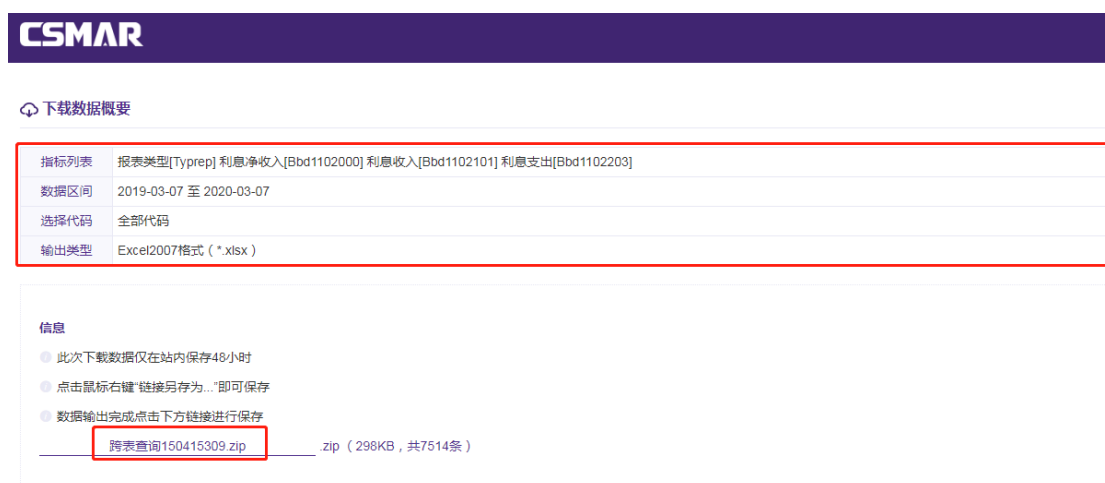 CSMAR
下载数据概要
指标列表 报表类型[Typrep] 利息净收入[Bbd1102000] 利息收入[Bbd1102101] 利息支出[Bbd1102203]
数据区间 2019-03-07 至 2020-03-07
选择代码 全部代码
输出类型 Excel2007格式（*.xlsx）
信息
此次下载数据仅在站内保存48小时
点击鼠标右键“链接另存为...”即可保存
数据输出完成点击下方链接进行保存
跨表查询150415309.zip .zip（298KB，共7514条）